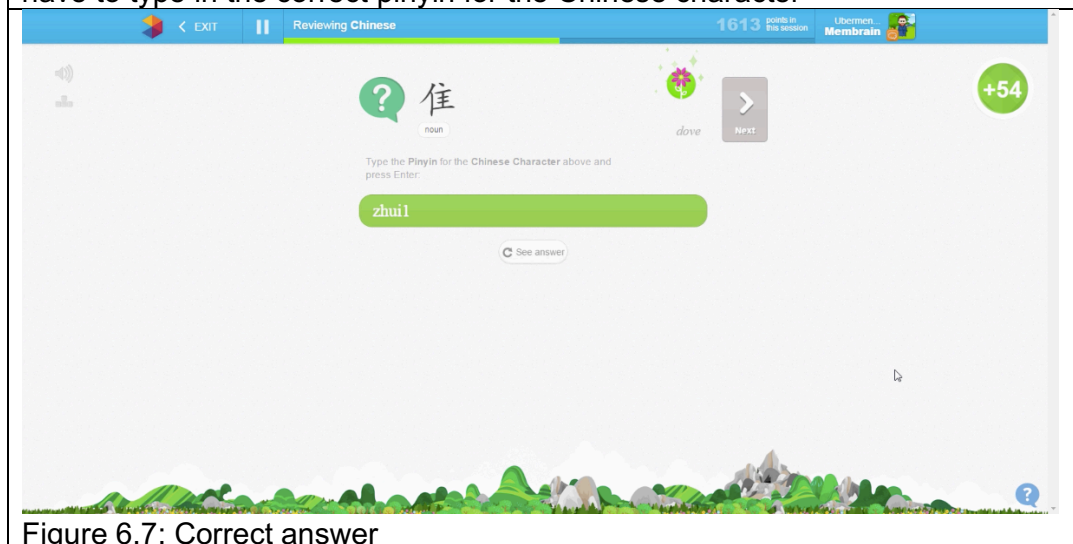 have to type in the correct pinyin for the Chinese character
< EXIT
Reviewing Chinese
1613 points in this session
Ubermen...
Membrain
+54
隹
noun
dove
Next
Type the Pinyin for the Chinese Character above and
press Enter:
zhui1
See answer
?
Figure 6.7: Correct answer